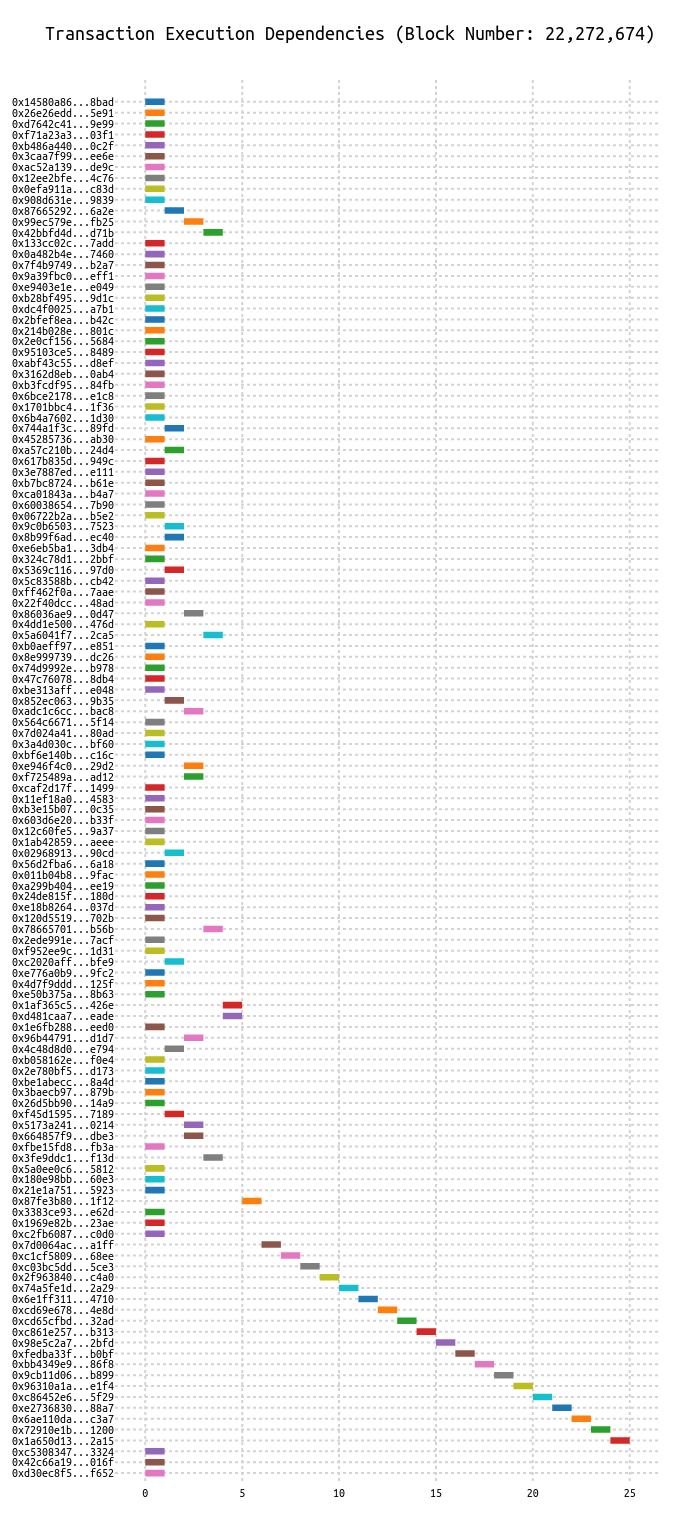 Transaction Execution Dependencies (Block Number: 22,272,674)
0x14580a86...8bad
0x26e26edd...5e91
0xd7642c41...9e99
0xf71a23a3...03f1
0xb486a440...0c2f
0x3caa7f99...ee6e
0xac52a139...de9c
0x12ee2bfe...4c76
0x0efa911a...c83d
0x908d631e...9839
0x87665292...6a2e
0x99ec579e...fb25
0x42bbfd4d...d71b
0x133cc02c...7add
0x0a482b4e...7460
0x7f4b9749...b2a7
0x9a39fbc0...eff1
0xe9403e1e...e049
0xb28bf495...9d1c
0xdc4f0025...a7b1
0x2bfef8ea...b42c
0x214b028e...801c
0x2e0cf156...5684
0x95103ce5...8489
0xabf43c55...d8ef
0x3162d8eb...0ab4
0xb3fcdf95...84fb
0x6bce2178...e1c8
0x1701bbc4...1f36
0x6b4a7602...1d30
0x744a1f3c...89fd
0x45285736...ab30
0xa57c210b...24d4
0x617b835d...949c
0x3e7887ed...e111
0xb7bc8724...b61e
0xca01843a...b4a7
0x60038654...7b90
0x06722b2a...b5e2
0x9c0b6503...7523
0x8b99f6ad...ec40
0xe6eb5ba1...3db4
0x324c78d1...2bbf
0x5369c116...97d0
0x5c83588b...cb42
0xff462f0a...7aae
0x22f40dcc...48ad
0x86036ae9...0d47
0x4dd1e500...476d
0x5a6041f7...2ca5
0xb0aeff97...e851
0x8e999739...dc26
0x74d9992e...b978
0x47c76078...8db4
0xbe313aff...e048
0x852ec063...9b35
0xadc1c6cc...bac8
0x564c6671...5f14
0x7d024a41...80ad
0x3a4d030c...bf60
0xbf6e140b...c16c
0xe946f4c0...29d2
0xf725489a...ad12
0xcaf2d17f...1499
0x11ef18a0...4583
0xb3e15b07...0c35
0x603d6e20...b33f
0x12c60fe5...9a37
0x1ab42859...aeee
0x02968913...90cd
0x56d2fba6...6a18
0x011b04b8...9fac
0xa299b404...ee19
0x24de815f...180d
0xe18b8264...037d
0x120d5519...702b
0x78665701...b56b
0x2ede991e...7acf
0xf952ee9c...1d31
0xc2020aff...bfe9
0xe776a0b9...9fc2
0x4d7f9ddd...125f
0xe50b375a...8b63
0x1af365c5...426e
0xd481caa7...eade
0x1e6fb288...eed0
0x96b44791...d1d7
0x4c48d8d0...e794
0xb058162e...f0e4
0x2e780bf5...d173
0xbe1abecc...8a4d
0x3baecb97...879b
0x26d5bb90...14a9
0xf45d1595...7189
0x5173a241...0214
0x664857f9...dbe3
0xfbe15fd8...fb3a
0x3fe9ddc1...f13d
0x5a0ee0c6...5812
0x180e98bb...60e3
0x21e1a751...5923
0x87fe3b80...1f12
0x3383ce93...e62d
0x1969e82b...23ae
0xc2fb6087...c0d0
0x7d0064ac...a1ff
0xc1cf5809...68ee
0xc03bc5dd...5ce3
0x2f963840...c4a0
0x74a5fe1d...2a29
0x6e1ff311...4710
0xcd69e678...4e8d
0xcd65cfbd...32ad
0xc861e257...b313
0x98e5c2a7...2bfd
0xfedba33f...b0bf
0xbb4349e9...86f8
0x9cb11d06...b899
0x96310a1a...e1f4
0xc86452e6...5f29
0xe2736830...88a7
0x6ae110da...c3a7
0x72910e1b...1200
0x1a650d13...2a15
0xc5308347...3324
0x42c66a19...016f
0xd30ec8f5...f652
0 5 10 15 20 25